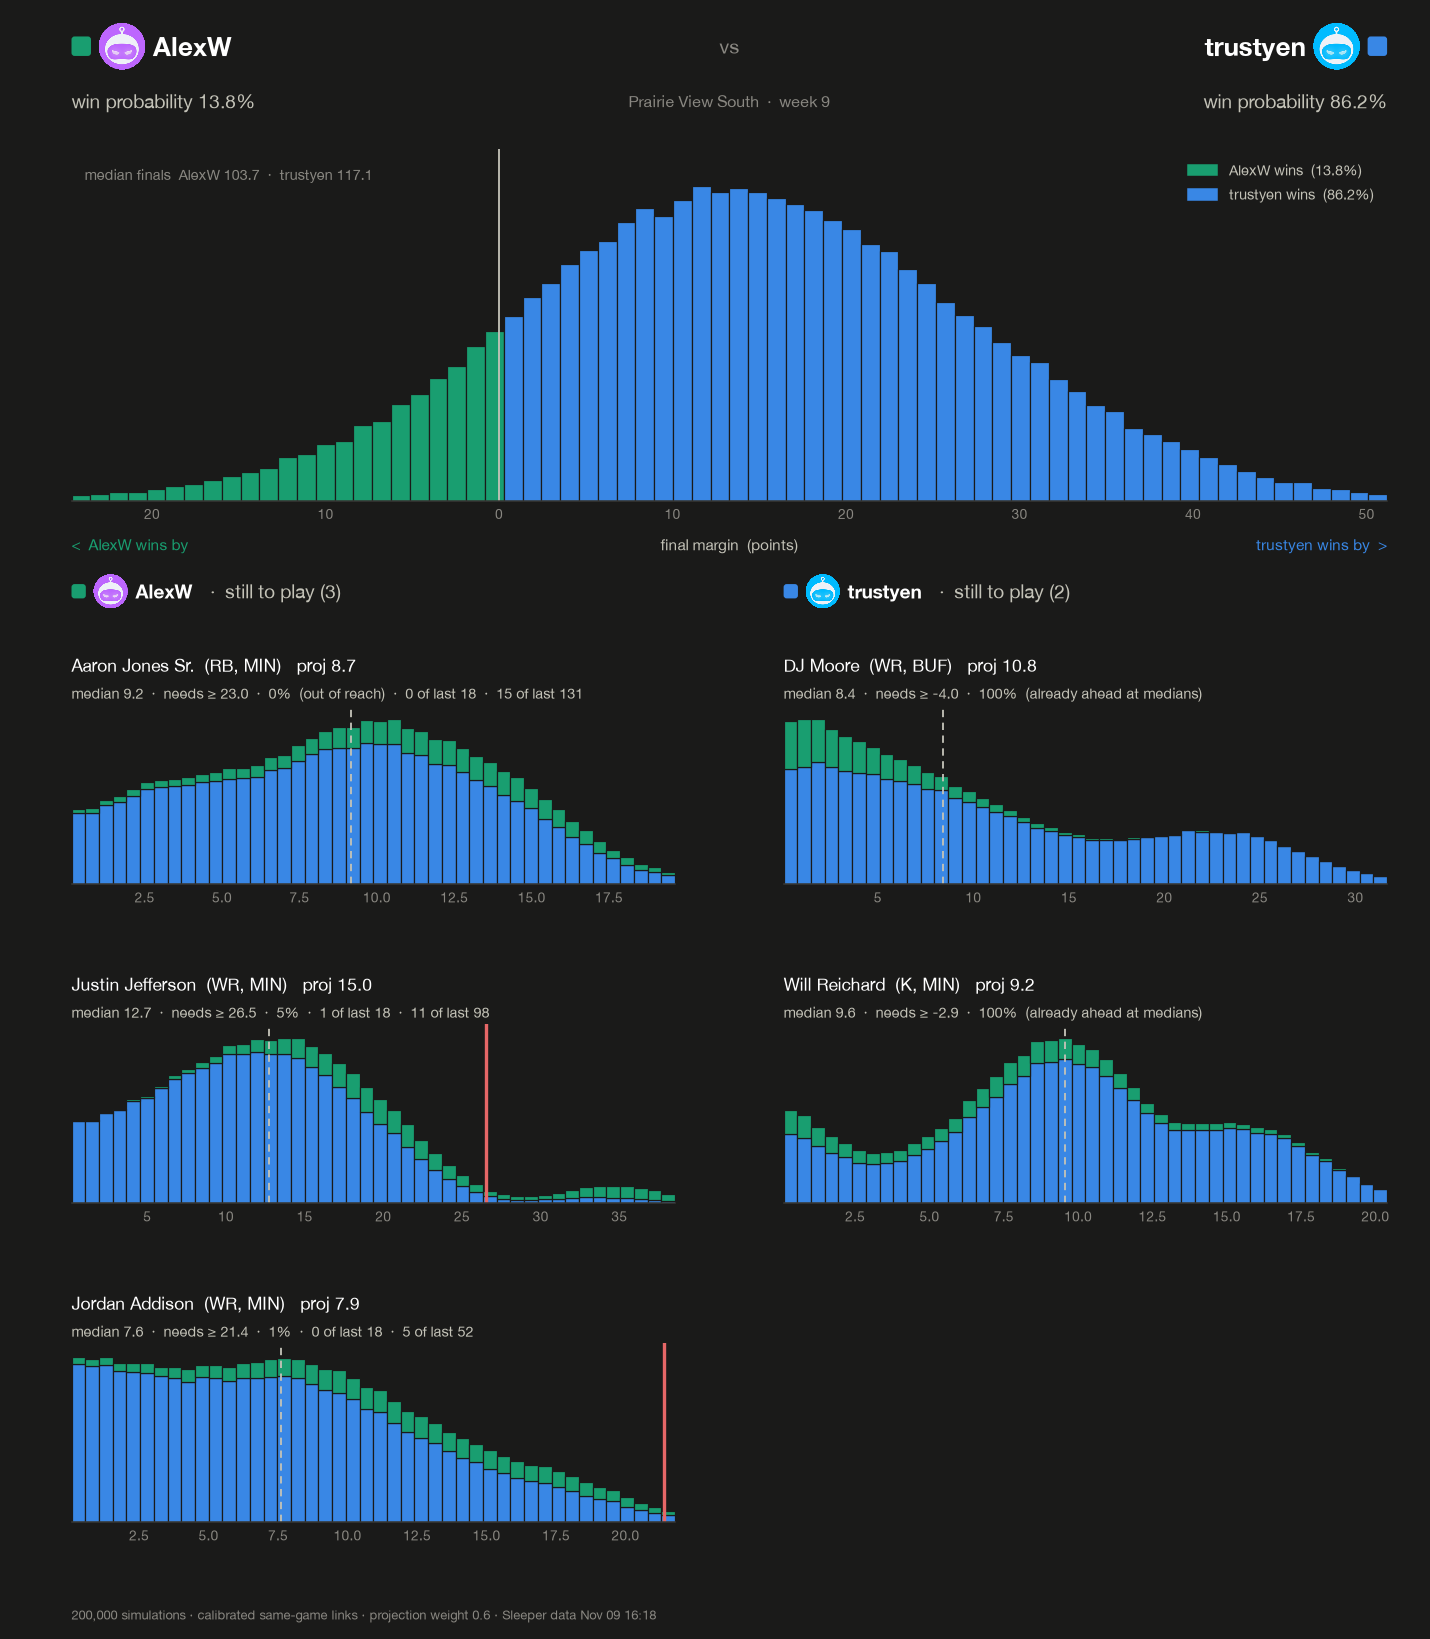 AlexW
vs
trustyen
win probability 13.8%
Prairie View South · week 9
win probability 86.2%
median finals AlexW 103.7 · trustyen 117.1
AlexW wins (13.8%)
trustyen wins (86.2%)
20 10 0 10 20 30 40 50
< AlexW wins by
final margin (points)
trustyen wins by >
AlexW · still to play (3)
trustyen · still to play (2)
Aaron Jones Sr. (RB, MIN) proj 8.7
median 9.2 · needs ≥ 23.0 · 0% (out of reach) · 0 of last 18 · 15 of last 131
2.5 5.0 7.5 10.0 12.5 15.0 17.5
DJ Moore (WR, BUF) proj 10.8
median 8.4 · needs ≥ -4.0 · 100% (already ahead at medians)
5 10 15 20 25 30
Justin Jefferson (WR, MIN) proj 15.0
median 12.7 · needs ≥ 26.5 · 5% · 1 of last 18 · 11 of last 98
5 10 15 20 25 30 35
Will Reichard (K, MIN) proj 9.2
median 9.6 · needs ≥ -2.9 · 100% (already ahead at medians)
2.5 5.0 7.5 10.0 12.5 15.0 17.5 20.0
Jordan Addison (WR, MIN) proj 7.9
median 7.6 · needs ≥ 21.4 · 1% · 0 of last 18 · 5 of last 52
2.5 5.0 7.5 10.0 12.5 15.0 17.5 20.0
200,000 simulations · calibrated same-game links · projection weight 0.6 · Sleeper data Nov 09 16:18